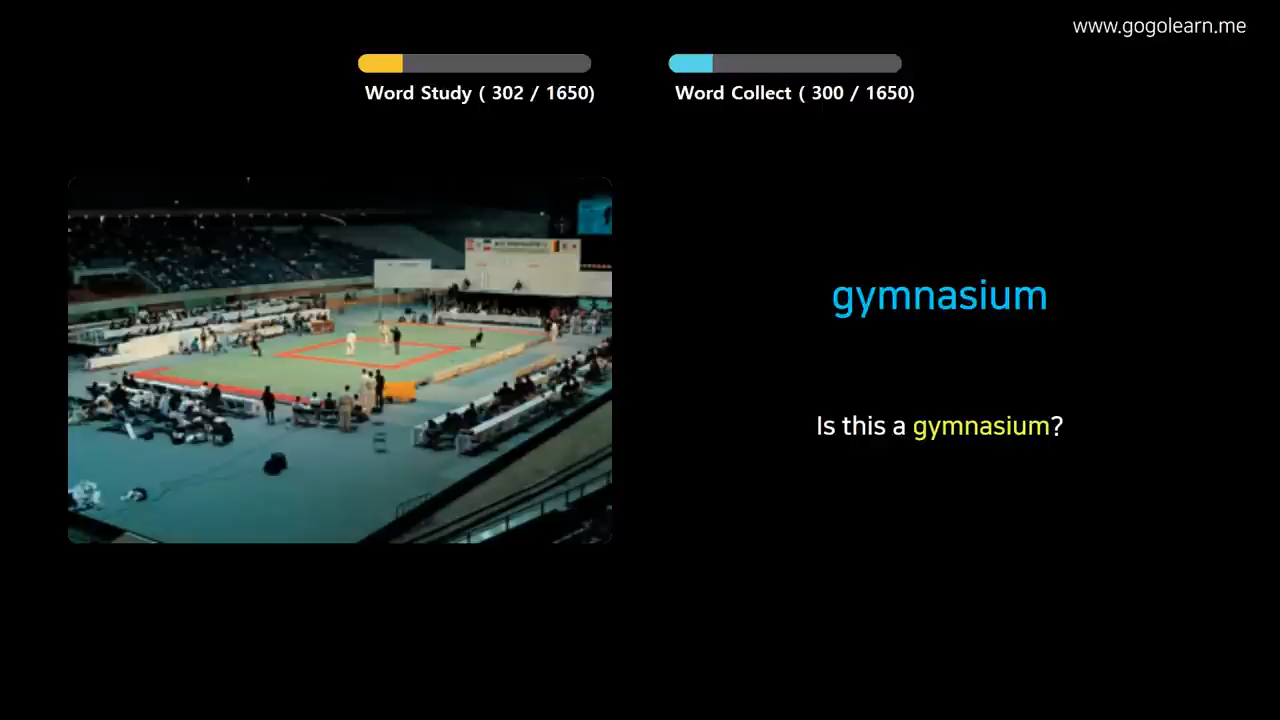 www.gogolearn.me
Word Study ( 302 / 1650)
Word Collect ( 300 / 1650)
gymnasium
Is this a gymnasium?